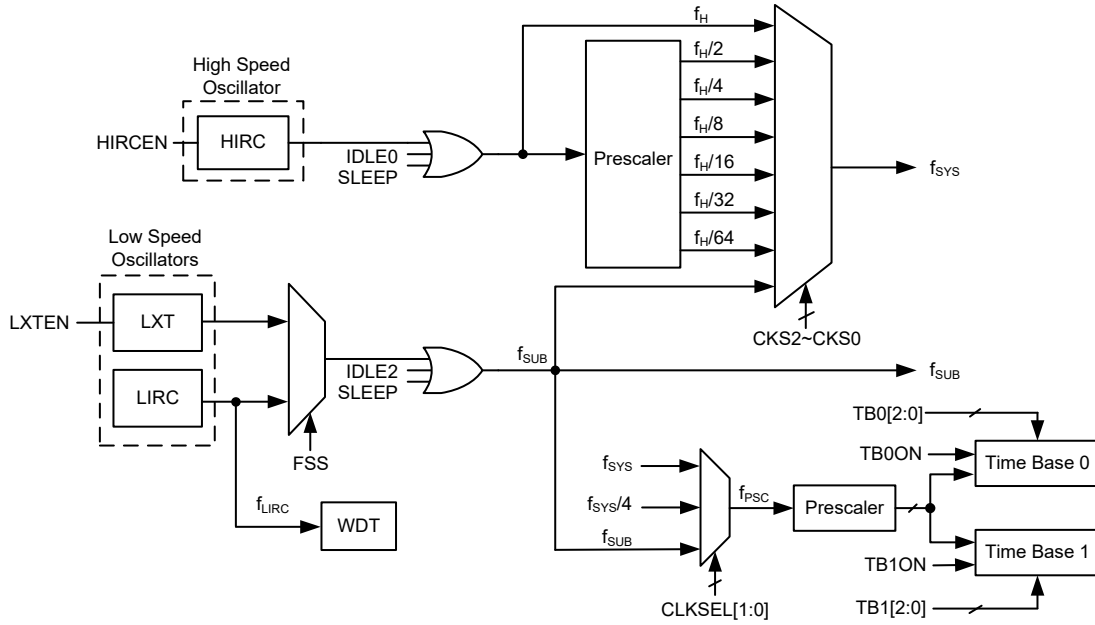 f_H
High Speed
Oscillator
f_H/2
f_H/4
HIRCEN
HIRC
f_H/8
IDLE0
SLEEP
Prescaler
f_H/16
f_SYS
f_H/32
f_H/64
Low Speed
Oscillators
LXTEN
LXT
CKS2~CKS0
f_SUB
f_SUB
IDLE2
SLEEP
LIRC
FSS
TB0[2:0]
TB0ON
Time Base 0
f_SYS
f_SYS/4
f_PSC
Prescaler
f_LIRC
WDT
f_SUB
Time Base 1
TB1ON
CLKSEL[1:0]
TB1[2:0]